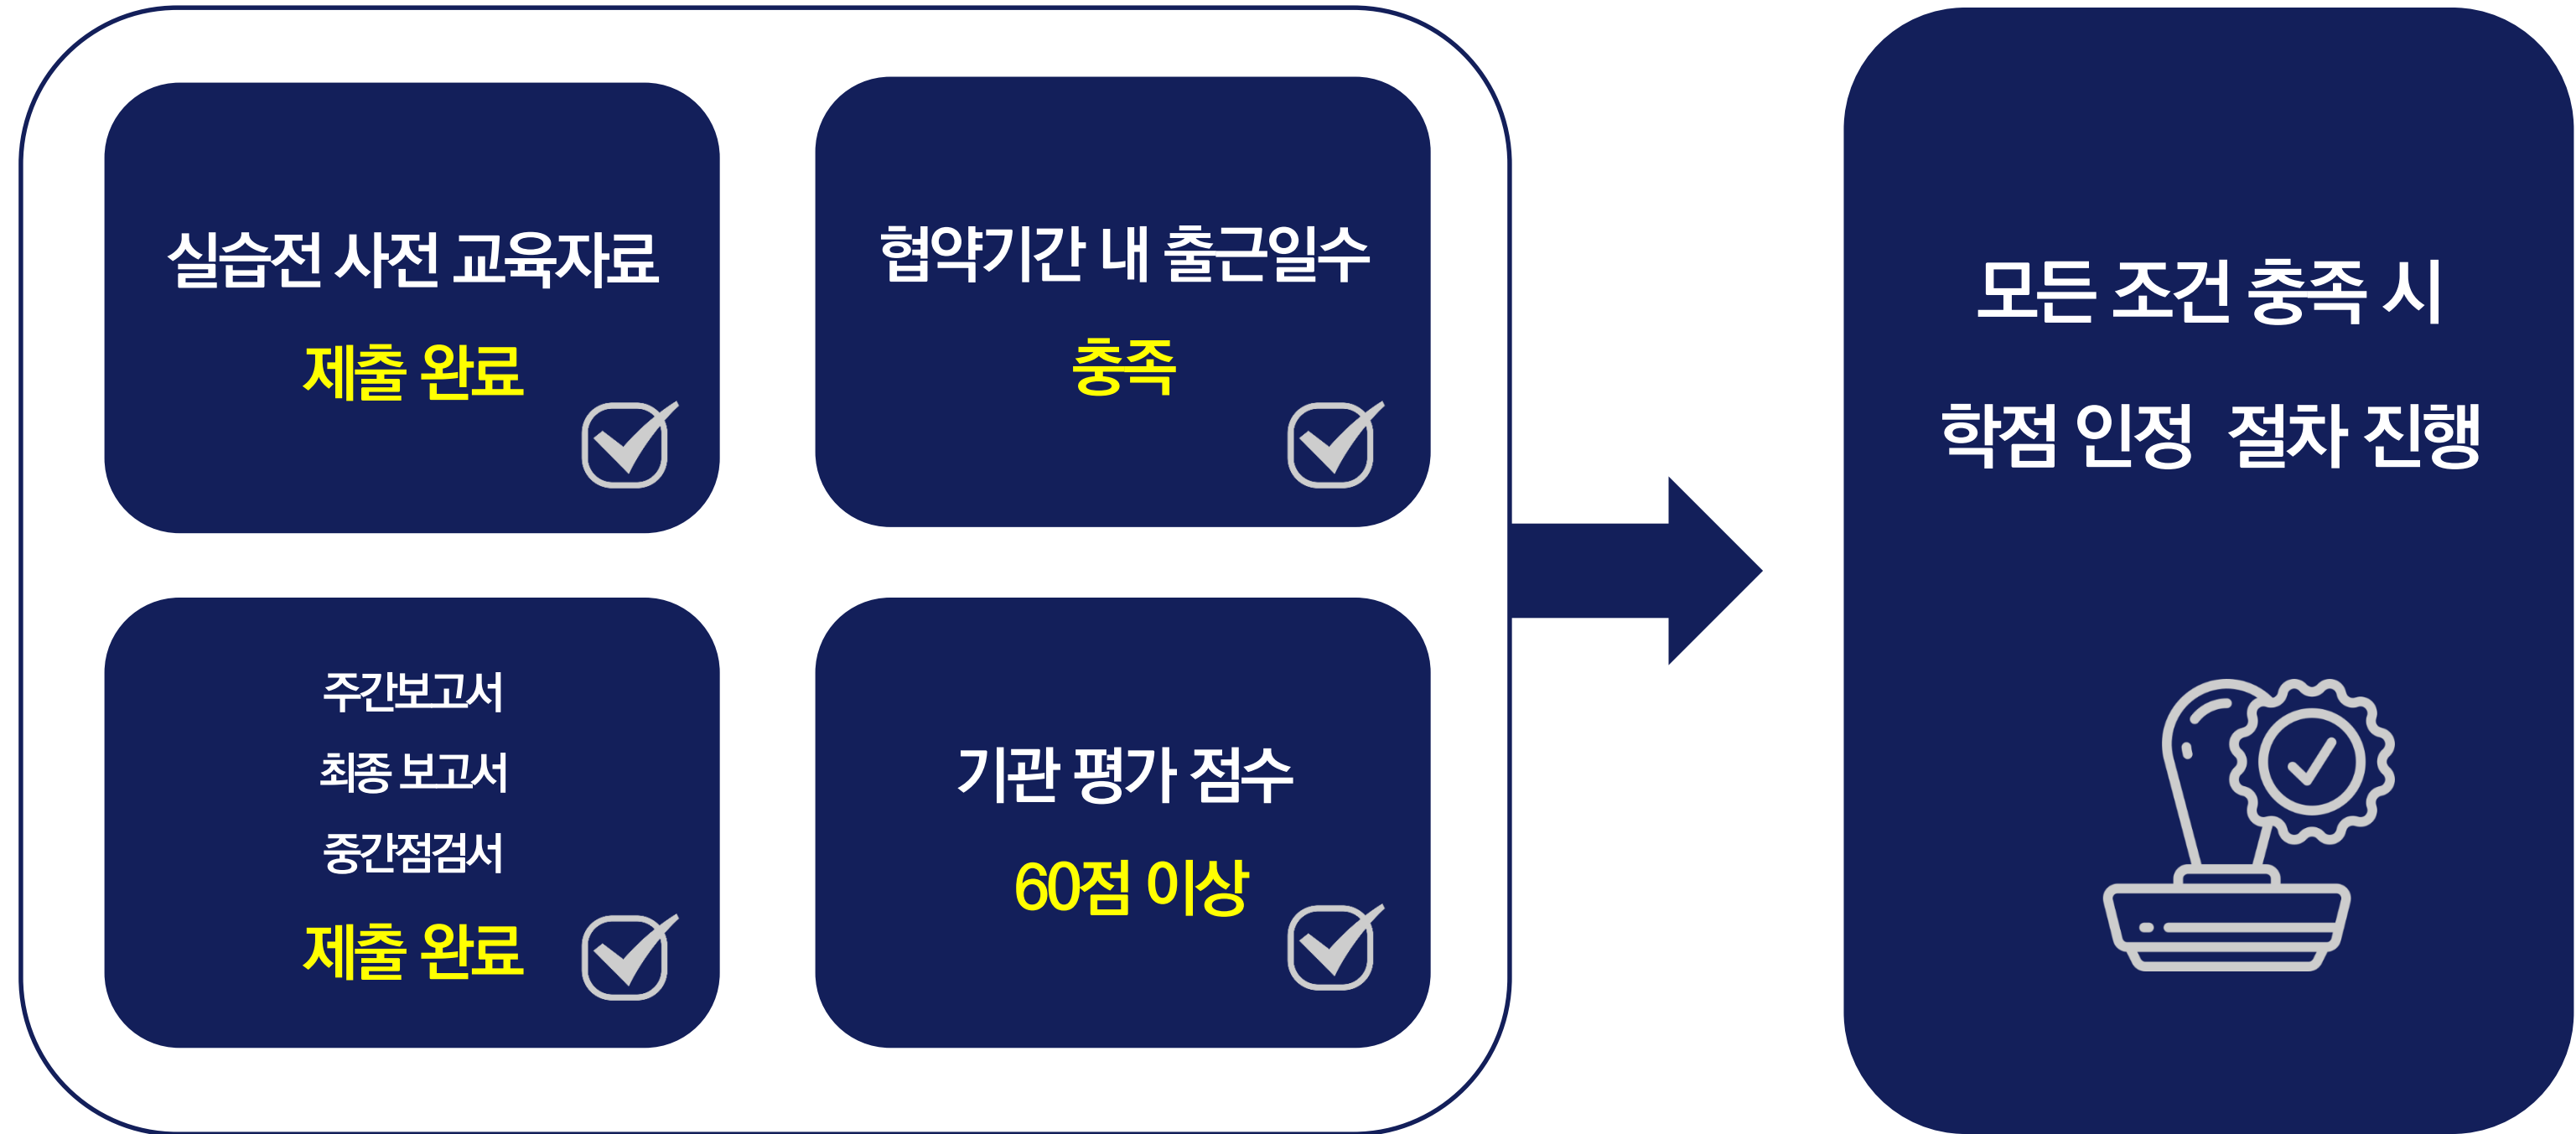 실습전 사전 교육자료
제출 완료
협약기간 내 출근일수
충족
주간보고서
최종 보고서
중간점검서
제출 완료
기관 평가 점수
60점 이상
모든 조건 충족 시
학점 인정 절차 진행